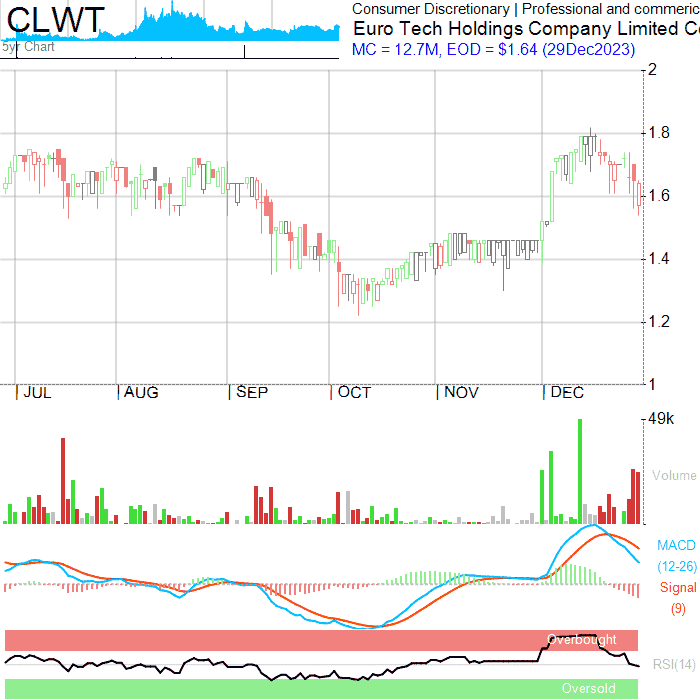 CLWT
5yr Chart
Consumer Discretionary | Professional and commerci
Euro Tech Holdings Company Limited Co
MC = 12.7M, EOD = $1.64 (29Dec2023)
2
1.8
1.6
1.4
1.2
1
JUL AUG SEP OCT NOV DEC
49k
Volume
MACD
(12-26)
Signal
(9)
Overbought
RSI(14)
Oversold